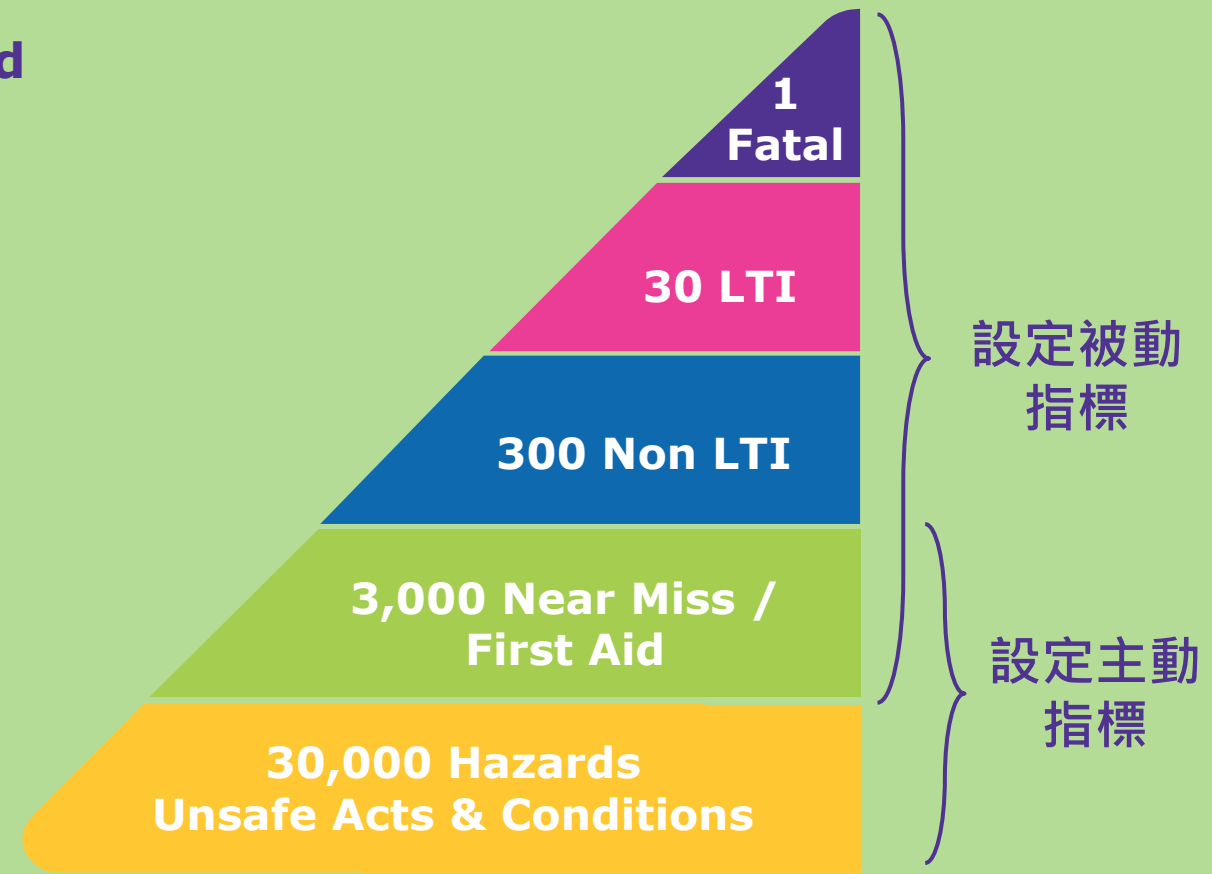 1
Fatal
30 LTI
300 Non LTI
3,000 Near Miss /
First Aid
30,000 Hazards
Unsafe Acts & Conditions
設定被動
指標
設定主動
指標